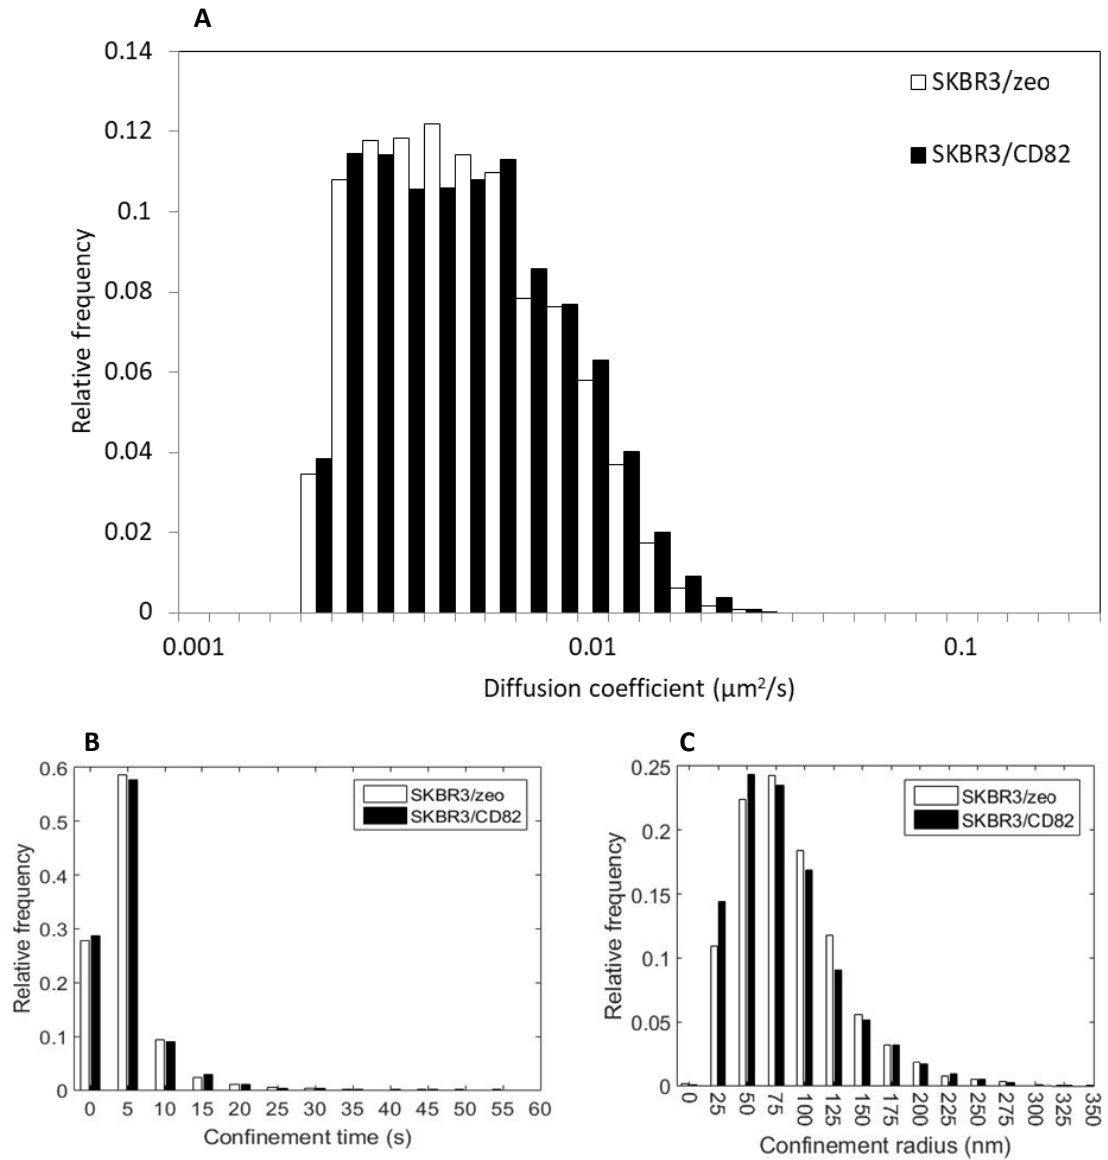 A
0.14
0.12
0.1
0.08
0.06
0.04
0.02
0
Relative frequency
SKBR3/zeo
SKBR3/CD82
0.001
0.01
0.1
Diffusion coefficient (µm²/s)
B
0.6
0.5
0.4
0.3
0.2
0.1
0
Relative frequency
SKBR3/zeo
SKBR3/CD82
0 5 10 15 20 25 30 35 40 45 50 55 60
Confinement time (s)
C
0.25
0.2
0.15
0.1
0.05
0
Relative frequency
SKBR3/zeo
SKBR3/CD82
0 25 50 75 100 125 150 175 200 225 250 275 300 325 350
Confinement radius (nm)